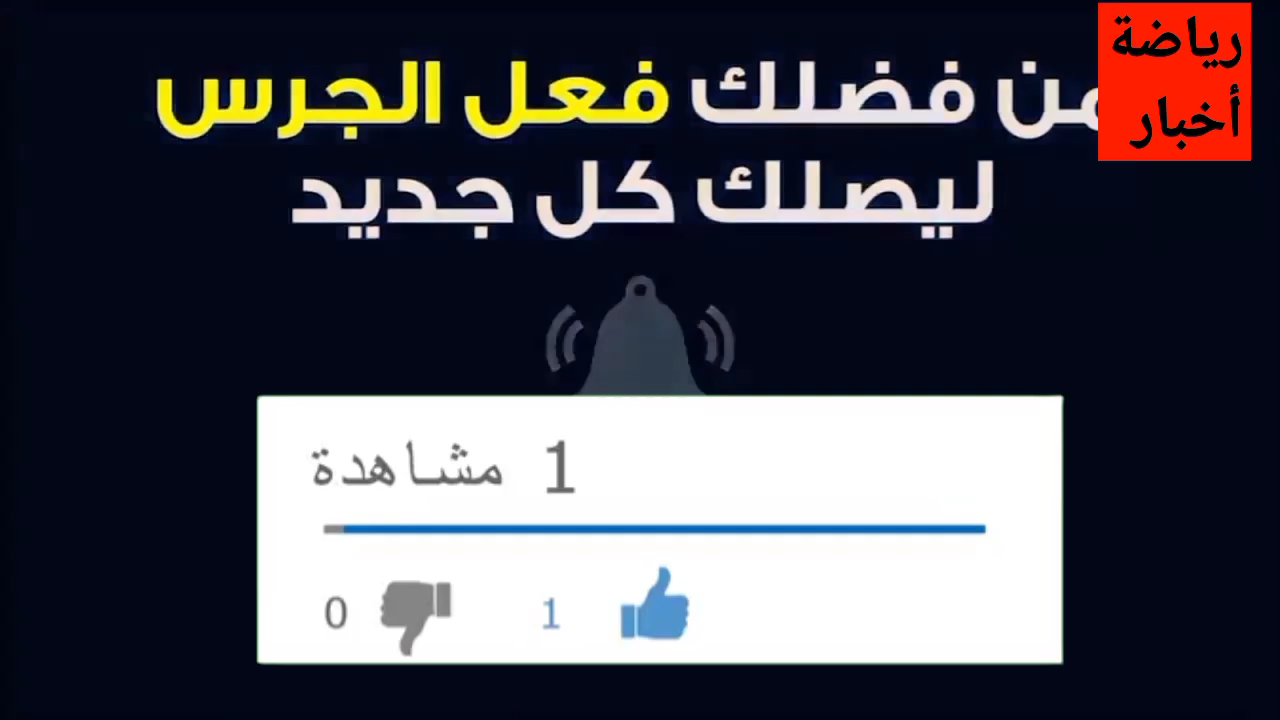 رياضة
أخبار
من فضلك فعل الجرس
ليصلك كل جديد
1 مشاهدة
0 1